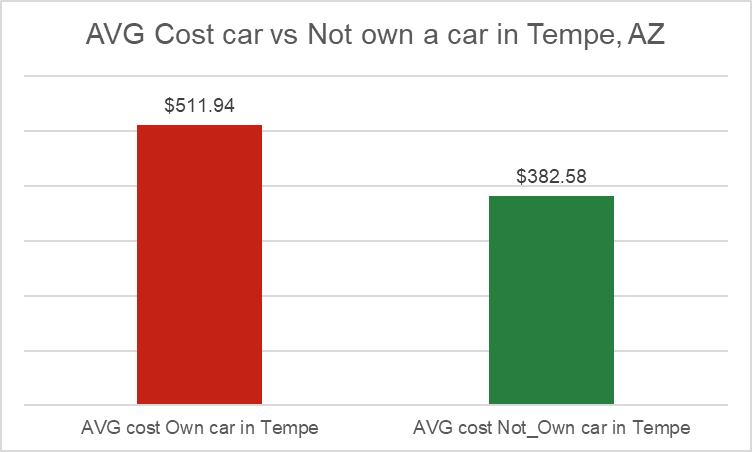 AVG Cost car vs Not own a car in Tempe, AZ
$511.94
$382.58
AVG cost Own car in Tempe
AVG cost Not_Own car in Tempe